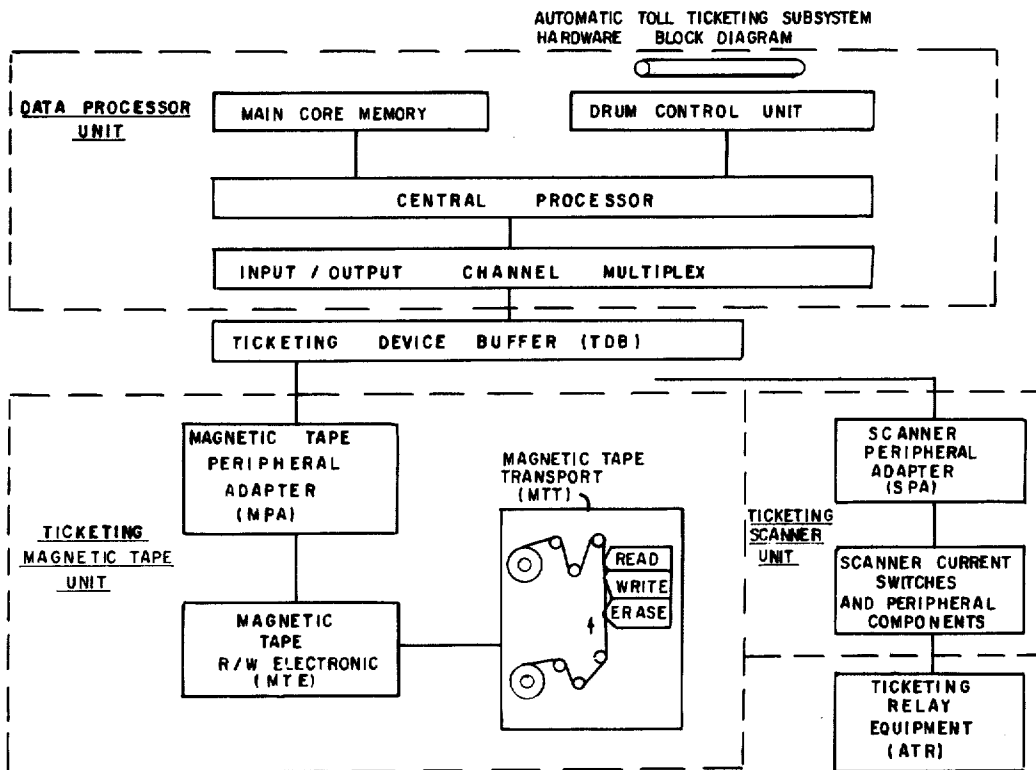 AUTOMATIC TOLL TICKETING SUBSYSTEM
HARDWARE BLOCK DIAGRAM
DATA PROCESSOR
UNIT
MAIN CORE MEMORY
DRUM CONTROL UNIT
CENTRAL PROCESSOR
INPUT / OUTPUT CHANNEL MULTIPLEX
TICKETING DEVICE BUFFER (TDB)
MAGNETIC TAPE
PERIPHERAL
ADAPTER
(MPA)
MAGNETIC TAPE
TRANSPORT
(MTT)
SCANNER
PERIPHERAL
ADAPTER
(SPA)
TICKETING
MAGNETIC TAPE
UNIT
READ
WRITE
ERASE
TICKETING
SCANNER
UNIT
SCANNER CURRENT
SWITCHES
AND PERIPHERAL
COMPONENTS
MAGNETIC
TAPE
R/W ELECTRONIC
(MTE)
TICKETING
RELAY
EQUIPMENT
(ATR)